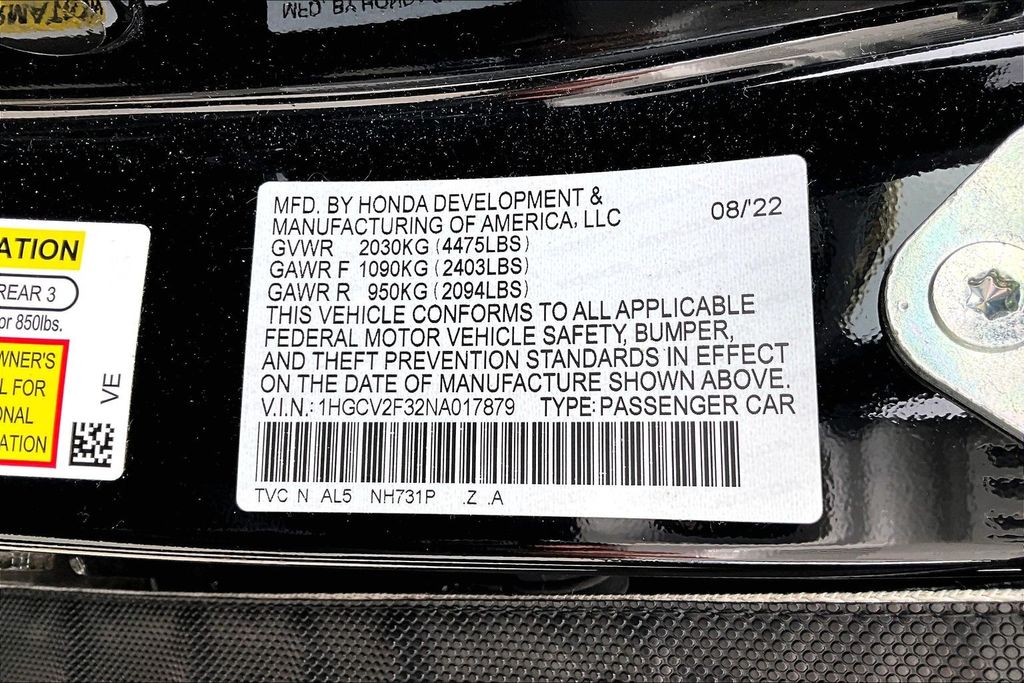 MFD. BY HONDA DEVELOPMENT &
MANUFACTURING OF AMERICA, LLC
08/'22
GVWR 2030KG (4475LBS)
GAWR F 1090KG (2403LBS)
GAWR R 950KG (2094LBS)
THIS VEHICLE CONFORMS TO ALL APPLICABLE
FEDERAL MOTOR VEHICLE SAFETY, BUMPER,
AND THEFT PREVENTION STANDARDS IN EFFECT
ON THE DATE OF MANUFACTURE SHOWN ABOVE.
V.I.N.: 1HGCV2F32NA017879 TYPE: PASSENGER CAR
TVC N AL5 NH731P .Z .A
ATION
REAR 3
or 850lbs.
WNER'S
L FOR
ONAL
ATION
VE
MFD. BY HONDA